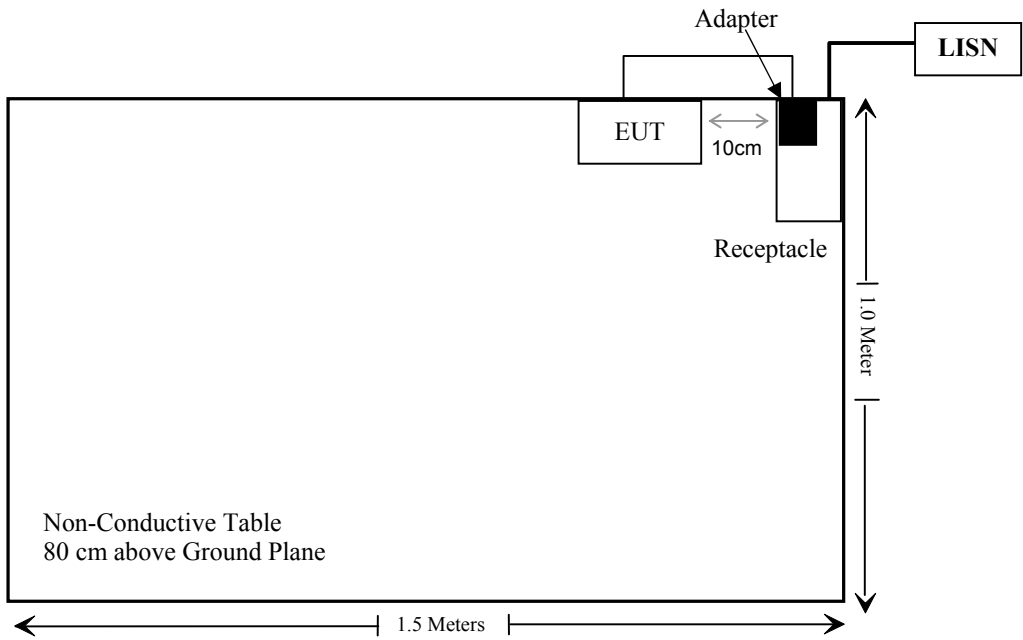 Adapter
LISN
EUT
10cm
Receptacle
1.0 Meter
Non-Conductive Table
80 cm above Ground Plane
1.5 Meters